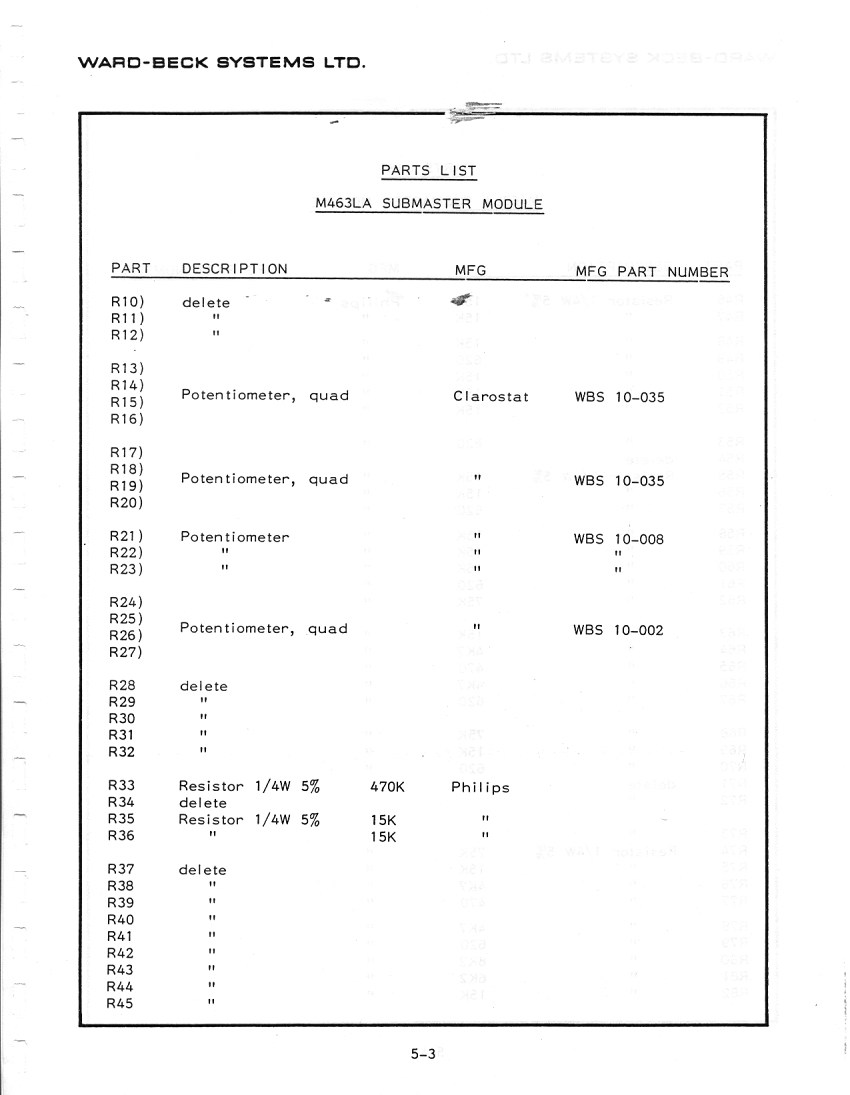 WARD-BECK SYSTEMS LTD.
PARTS LIST
M463LA SUBMASTER MODULE
PART DESCRIPTION MFG MFG PART NUMBER
R10) delete
R11) "
R12) "
R13)
R14)
R15) Potentiometer, quad Clarostat WBS 10-035
R16)
R17)
R18)
R19) Potentiometer, quad " WBS 10-035
R20)
R21) Potentiometer " WBS 10-008
R22) " " "
R23) " " "
R24)
R25)
R26) Potentiometer, quad " WBS 10-002
R27)
R28 delete
R29 "
R30 "
R31 "
R32 "
R33 Resistor 1/4W 5% 470K Philips
R34 delete
R35 Resistor 1/4W 5% 15K "
R36 " 15K "
R37 delete
R38 "
R39 "
R40 "
R41 "
R42 "
R43 "
R44 "
R45 "
5-3